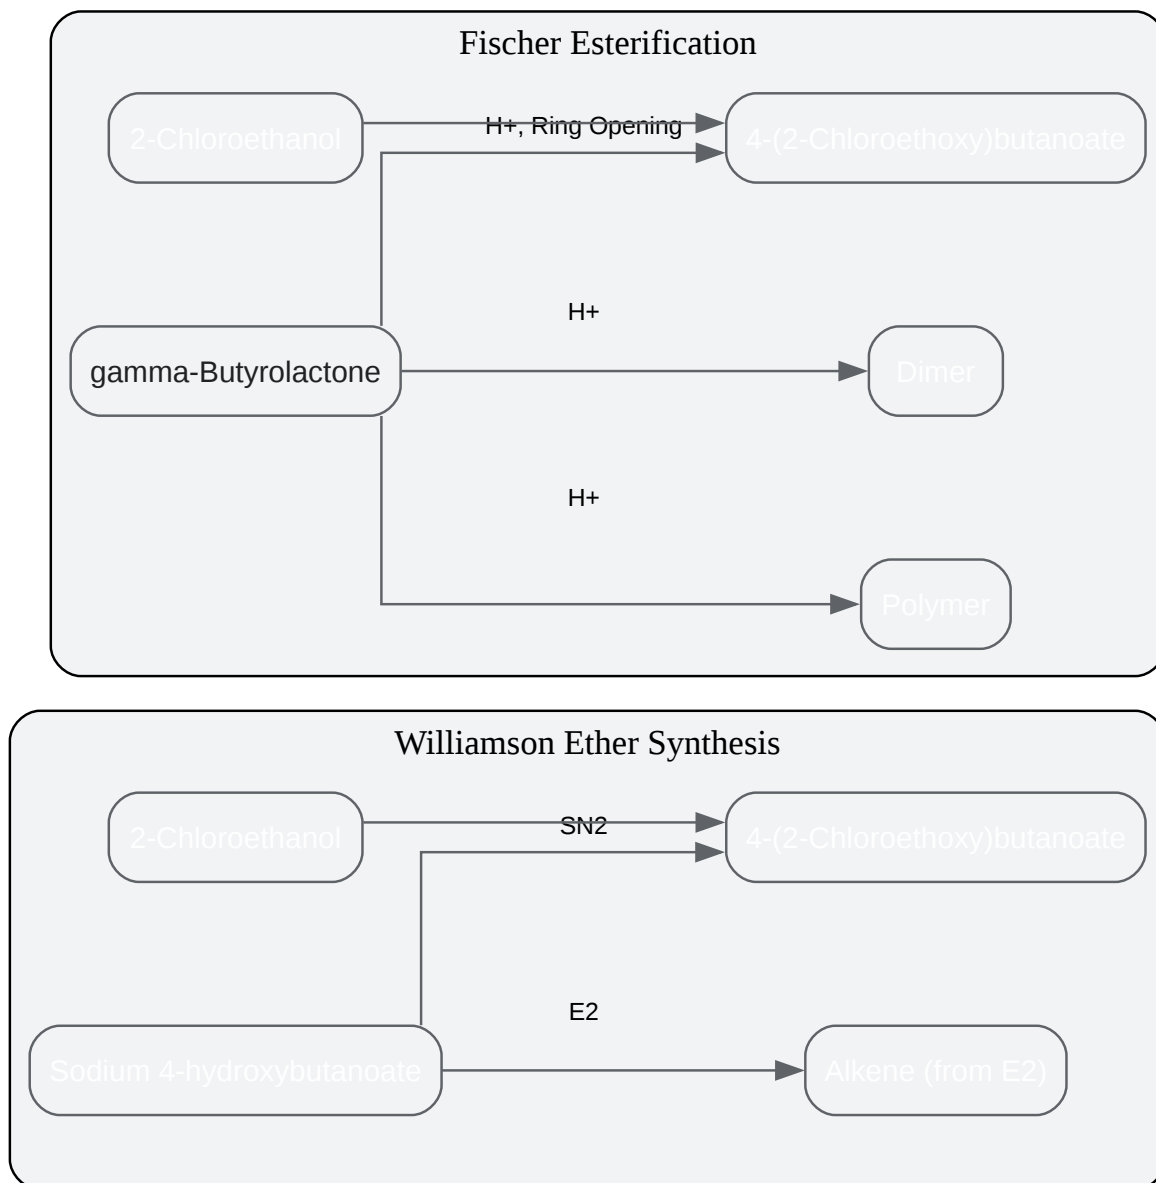 Fischer Esterification
2-Chloroethanol
H+, Ring Opening
4-(2-Chloroethoxy)butanoate
H+
gamma-Butyrolactone
Dimer
H+
Polymer
Williamson Ether Synthesis
2-Chloroethanol
SN2
4-(2-Chloroethoxy)butanoate
E2
Sodium 4-hydroxybutanoate
Alkene (from E2)